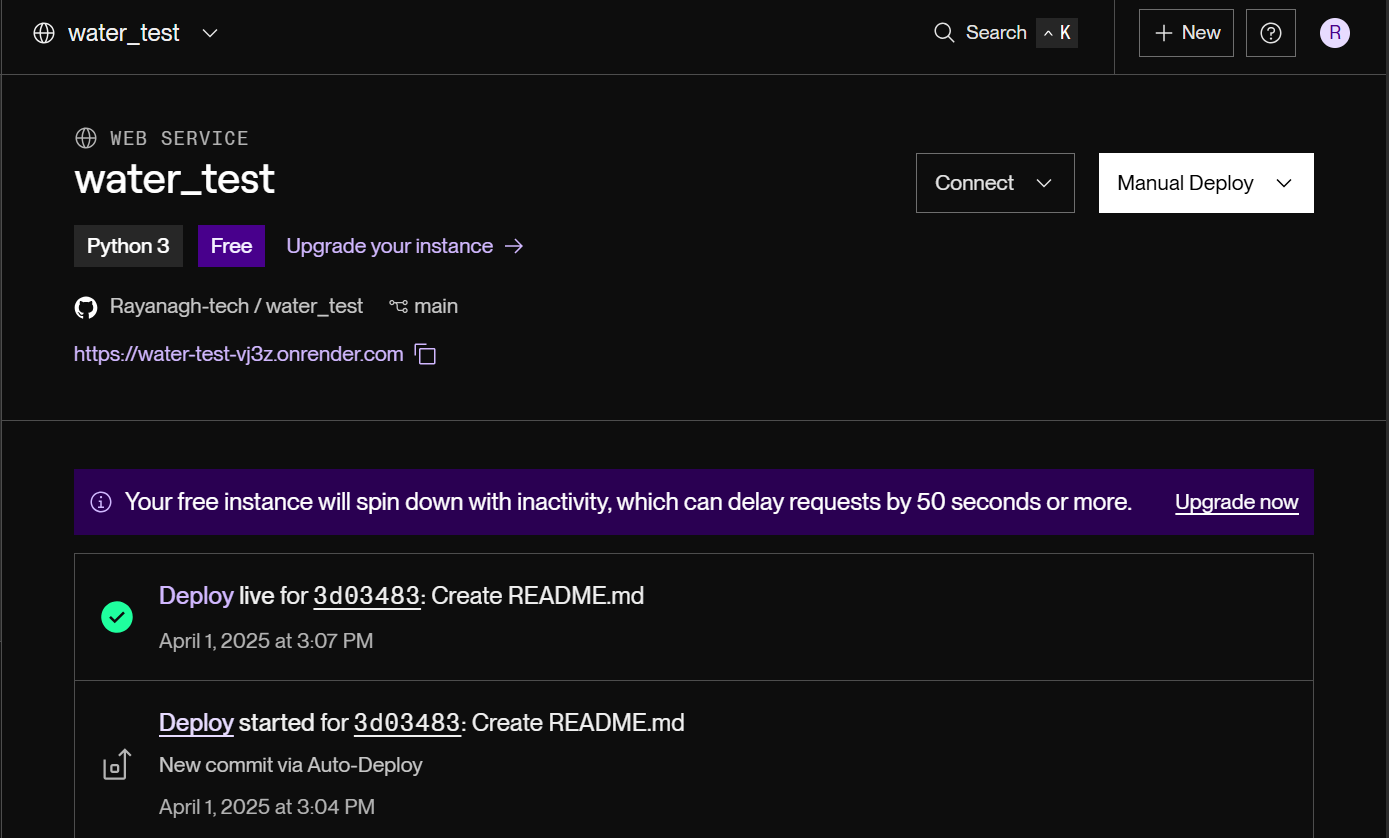 water_test
Search ^ K
+ New
R
WEB SERVICE
water_test
Connect
Manual Deploy
Python 3
Free
Upgrade your instance →
Rayanagh-tech / water_test
main
https://water-test-vj3z.onrender.com
Your free instance will spin down with inactivity, which can delay requests by 50 seconds or more.
Upgrade now
Deploy live for 3d03483: Create README.md
April 1, 2025 at 3:07 PM
Deploy started for 3d03483: Create README.md
New commit via Auto-Deploy
April 1, 2025 at 3:04 PM